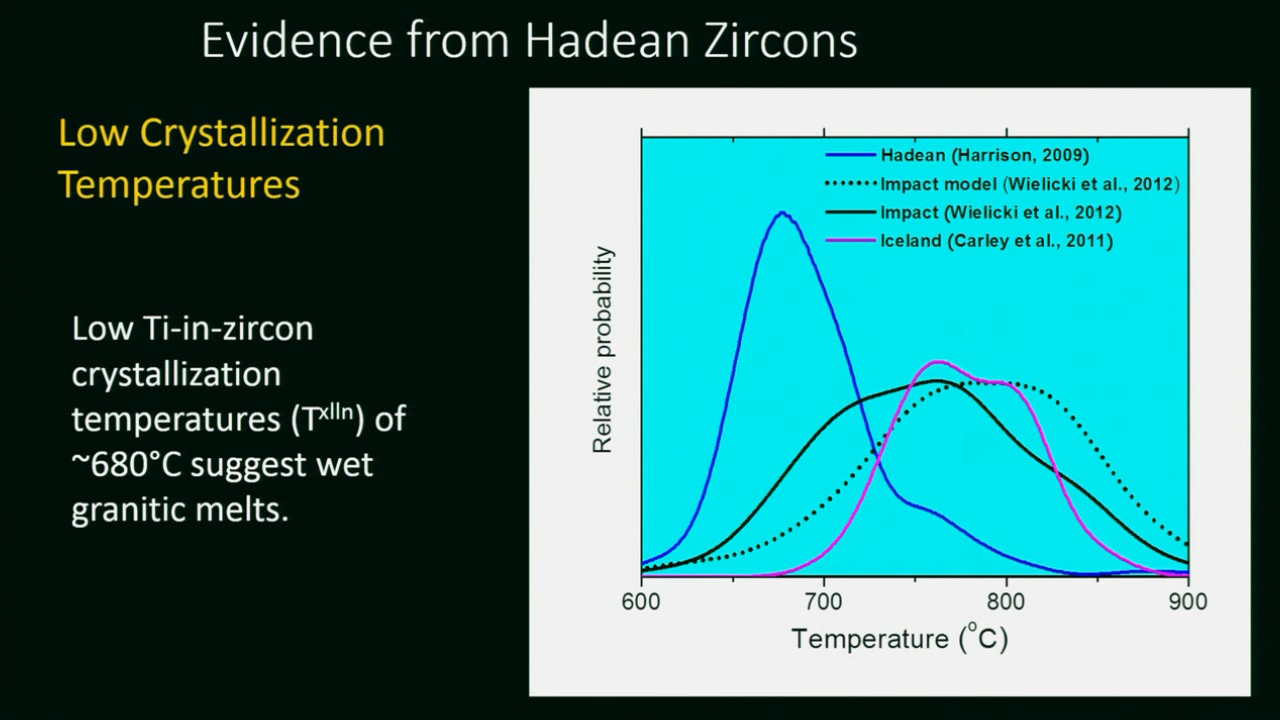 Evidence from Hadean Zircons
Low Crystallization
Temperatures
Low Ti-in-zircon
crystallization
temperatures (Tˣˡˡⁿ) of
~680°C suggest wet
granitic melts.
Hadean (Harrison, 2009)
Impact model (Wielicki et al., 2012)
Impact (Wielicki et al., 2012)
Iceland (Carley et al., 2011)
Relative probability
600 700 800 900
Temperature (°C)